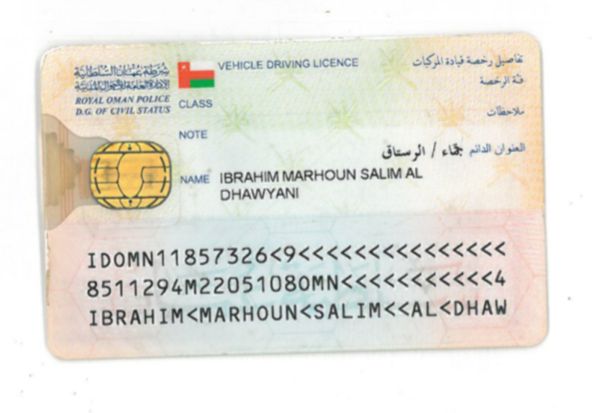 شرطة عمان السلطانية
الإدارة العامة للأحوال المدنية
ROYAL OMAN POLICE
D.G. OF CIVIL STATUS
VEHICLE DRIVING LICENCE
تفاصيل رخصة قيادة المركبات
CLASS
فئة الرخصة
NOTE
ملاحظات
العنوان الدائم جماء / الرستاق
NAME IBRAHIM MARHOUN SALIM AL
DHAWYANI
IDOMN11857326<9<<<<<<<<<<<<<<<
8511294M2205108OMN<<<<<<<<<<<4
IBRAHIM<MARHOUN<SALIM<<AL<DHAW